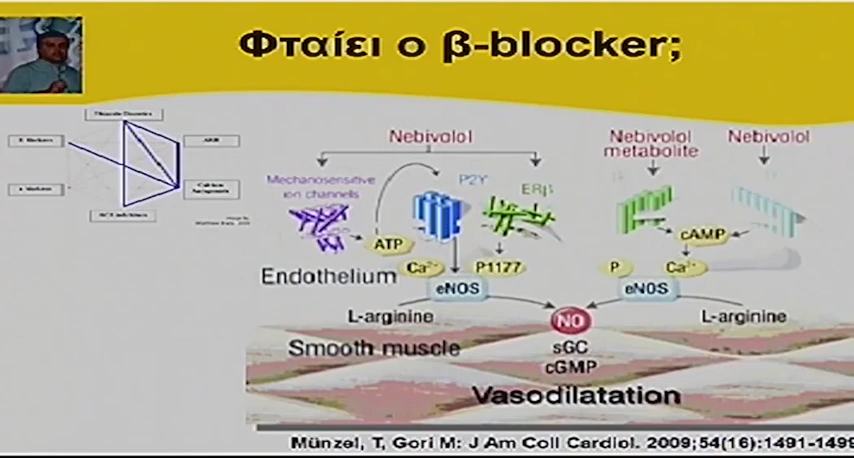 Φταίει ο β-blocker;
Nebivolol
Nebivolol metabolite
Nebivolol
Mechanosensitive ion channels
P2Y
ERβ
ATP
cAMP
Endothelium
Ca²⁺
P1177
P
Ca²⁺
eNOS
eNOS
L-arginine
NO
L-arginine
Smooth muscle
sGC
cGMP
Vasodilatation
Münzel, T, Gori M: J Am Coll Cardiol. 2009;54(16):1491-1499